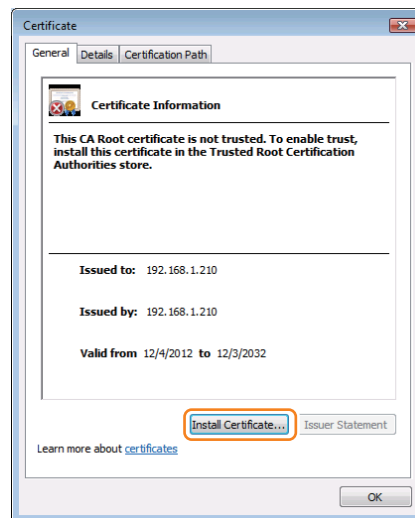 Certificate
General Details Certification Path
Certificate Information
This CA Root certificate is not trusted. To enable trust,
install this certificate in the Trusted Root Certification
Authorities store.
Issued to: 192.168.1.210
Issued by: 192.168.1.210
Valid from 12/4/2012 to 12/3/2032
Install Certificate... Issuer Statement
Learn more about certificates
OK